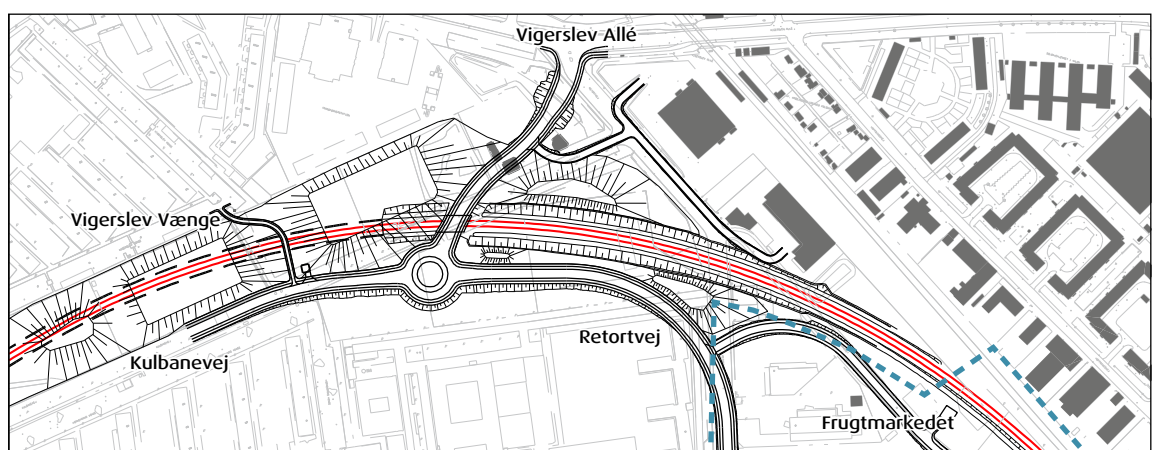 Vigerslev Allé
Vigerslev Vænge
Kulbanevej
Retortvej
Frugtmarkedet